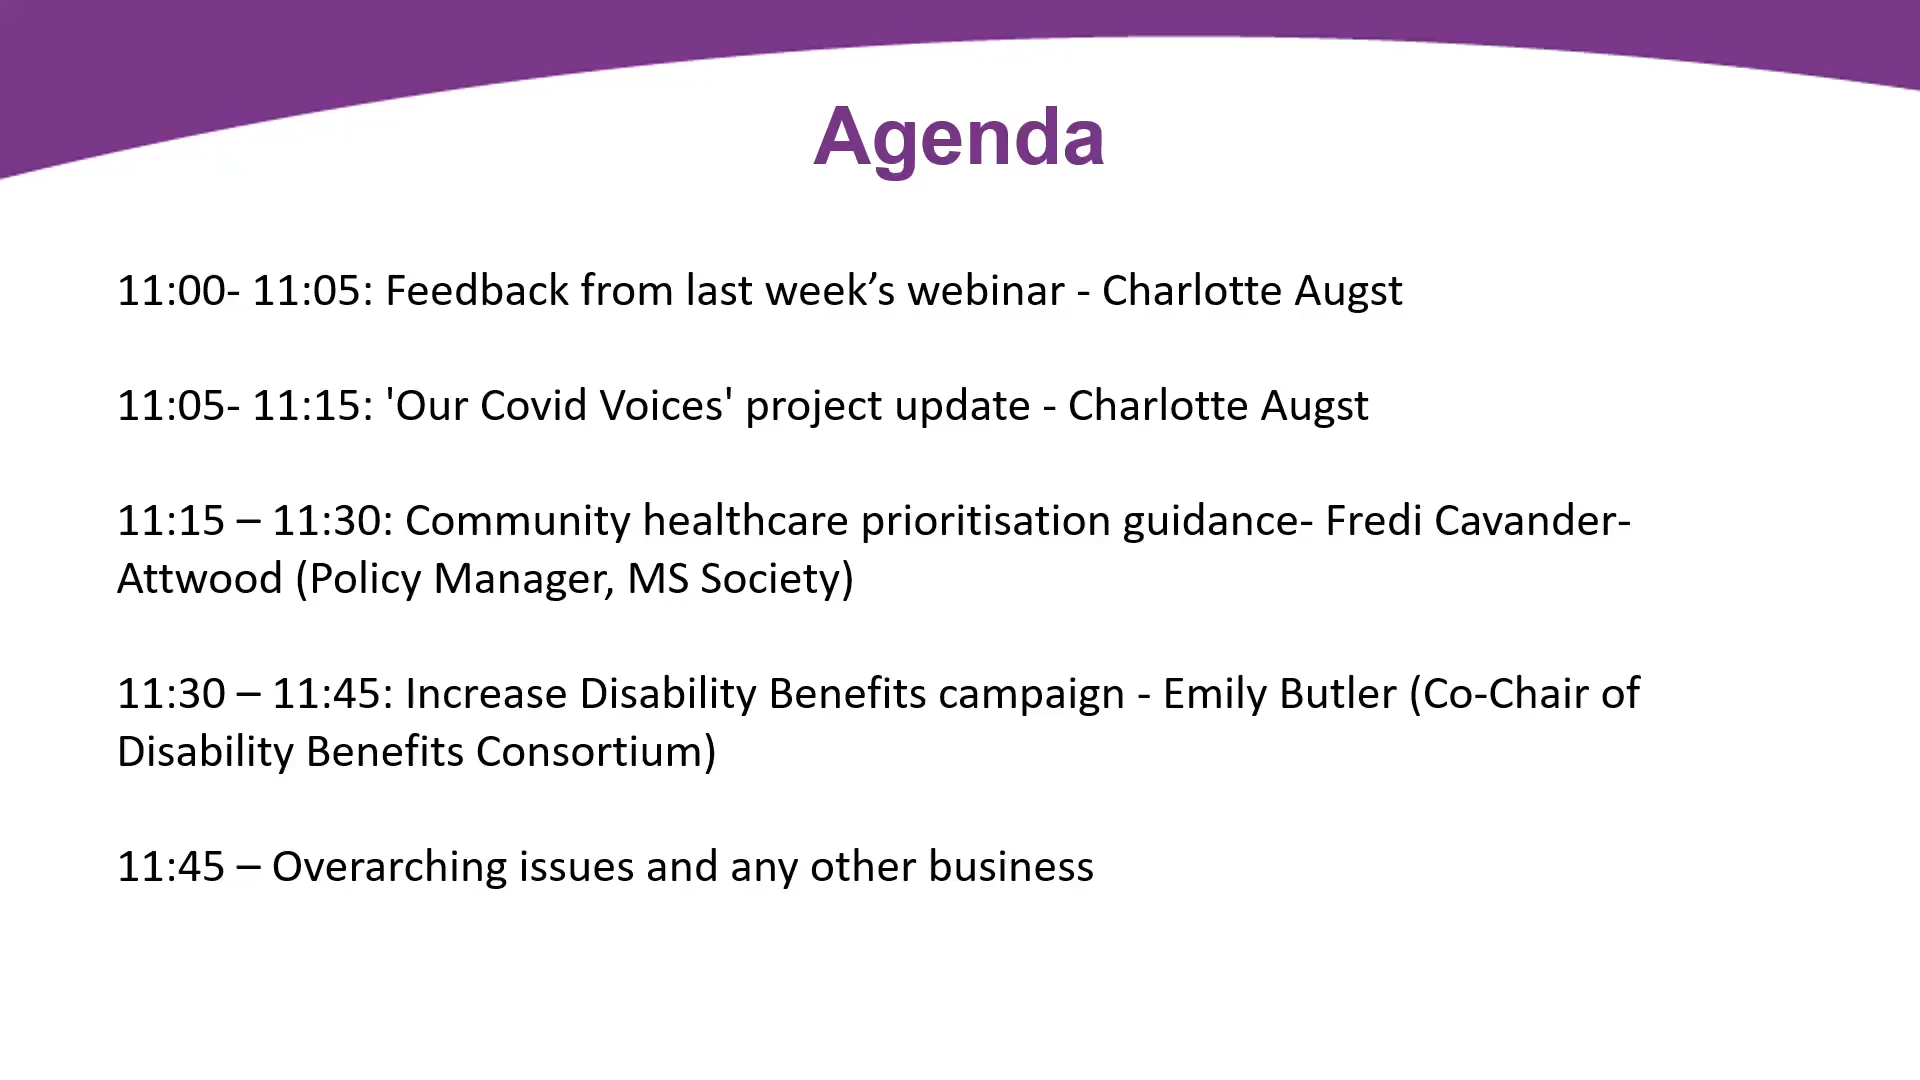 Agenda
11:00- 11:05: Feedback from last week’s webinar - Charlotte Augst
11:05- 11:15: 'Our Covid Voices' project update - Charlotte Augst
11:15 – 11:30: Community healthcare prioritisation guidance- Fredi Cavander-
Attwood (Policy Manager, MS Society)
11:30 – 11:45: Increase Disability Benefits campaign - Emily Butler (Co-Chair of
Disability Benefits Consortium)
11:45 – Overarching issues and any other business